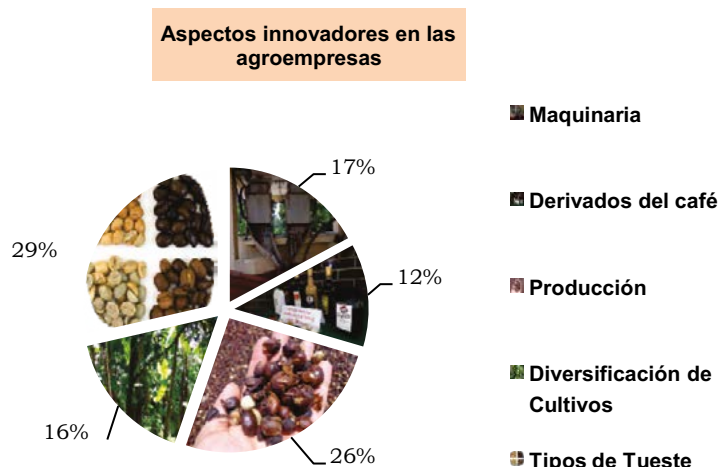 Aspectos innovadores en las
agroempresas
17%
12%
26%
16%
29%
Maquinaria
Derivados del café
Producción
Diversificación de
Cultivos
Tipos de Tueste